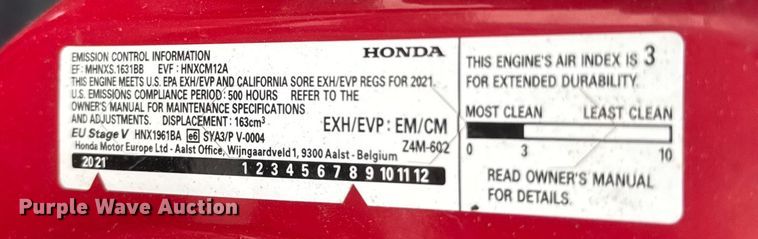 EMISSION CONTROL INFORMATION HONDA
EF: MHNXS.1631BB EVF: HNXCM12A
THIS ENGINE MEETS U.S. EPA EXH/EVP AND CALIFORNIA SORE EXH/EVP REGS FOR 2021.
U.S. EMISSIONS COMPLIANCE PERIOD: 500 HOURS REFER TO THE
OWNER'S MANUAL FOR MAINTENANCE SPECIFICATIONS
AND ADJUSTMENTS. DISPLACEMENT: 163cm³ EXH/EVP: EM/CM
EU Stage V HNX1961BA e6 SYA3/P V-0004 Z4M-602
Honda Motor Europe Ltd - Aalst Office, Wijngaardveld 1, 9300 Aalst - Belgium
2021 1 2 3 4 5 6 7 8 9 10 11 12
THIS ENGINE'S AIR INDEX IS 3
FOR EXTENDED DURABILITY.
MOST CLEAN LEAST CLEAN
0 3 10
READ OWNER'S MANUAL
FOR DETAILS.
Purple Wave Auction